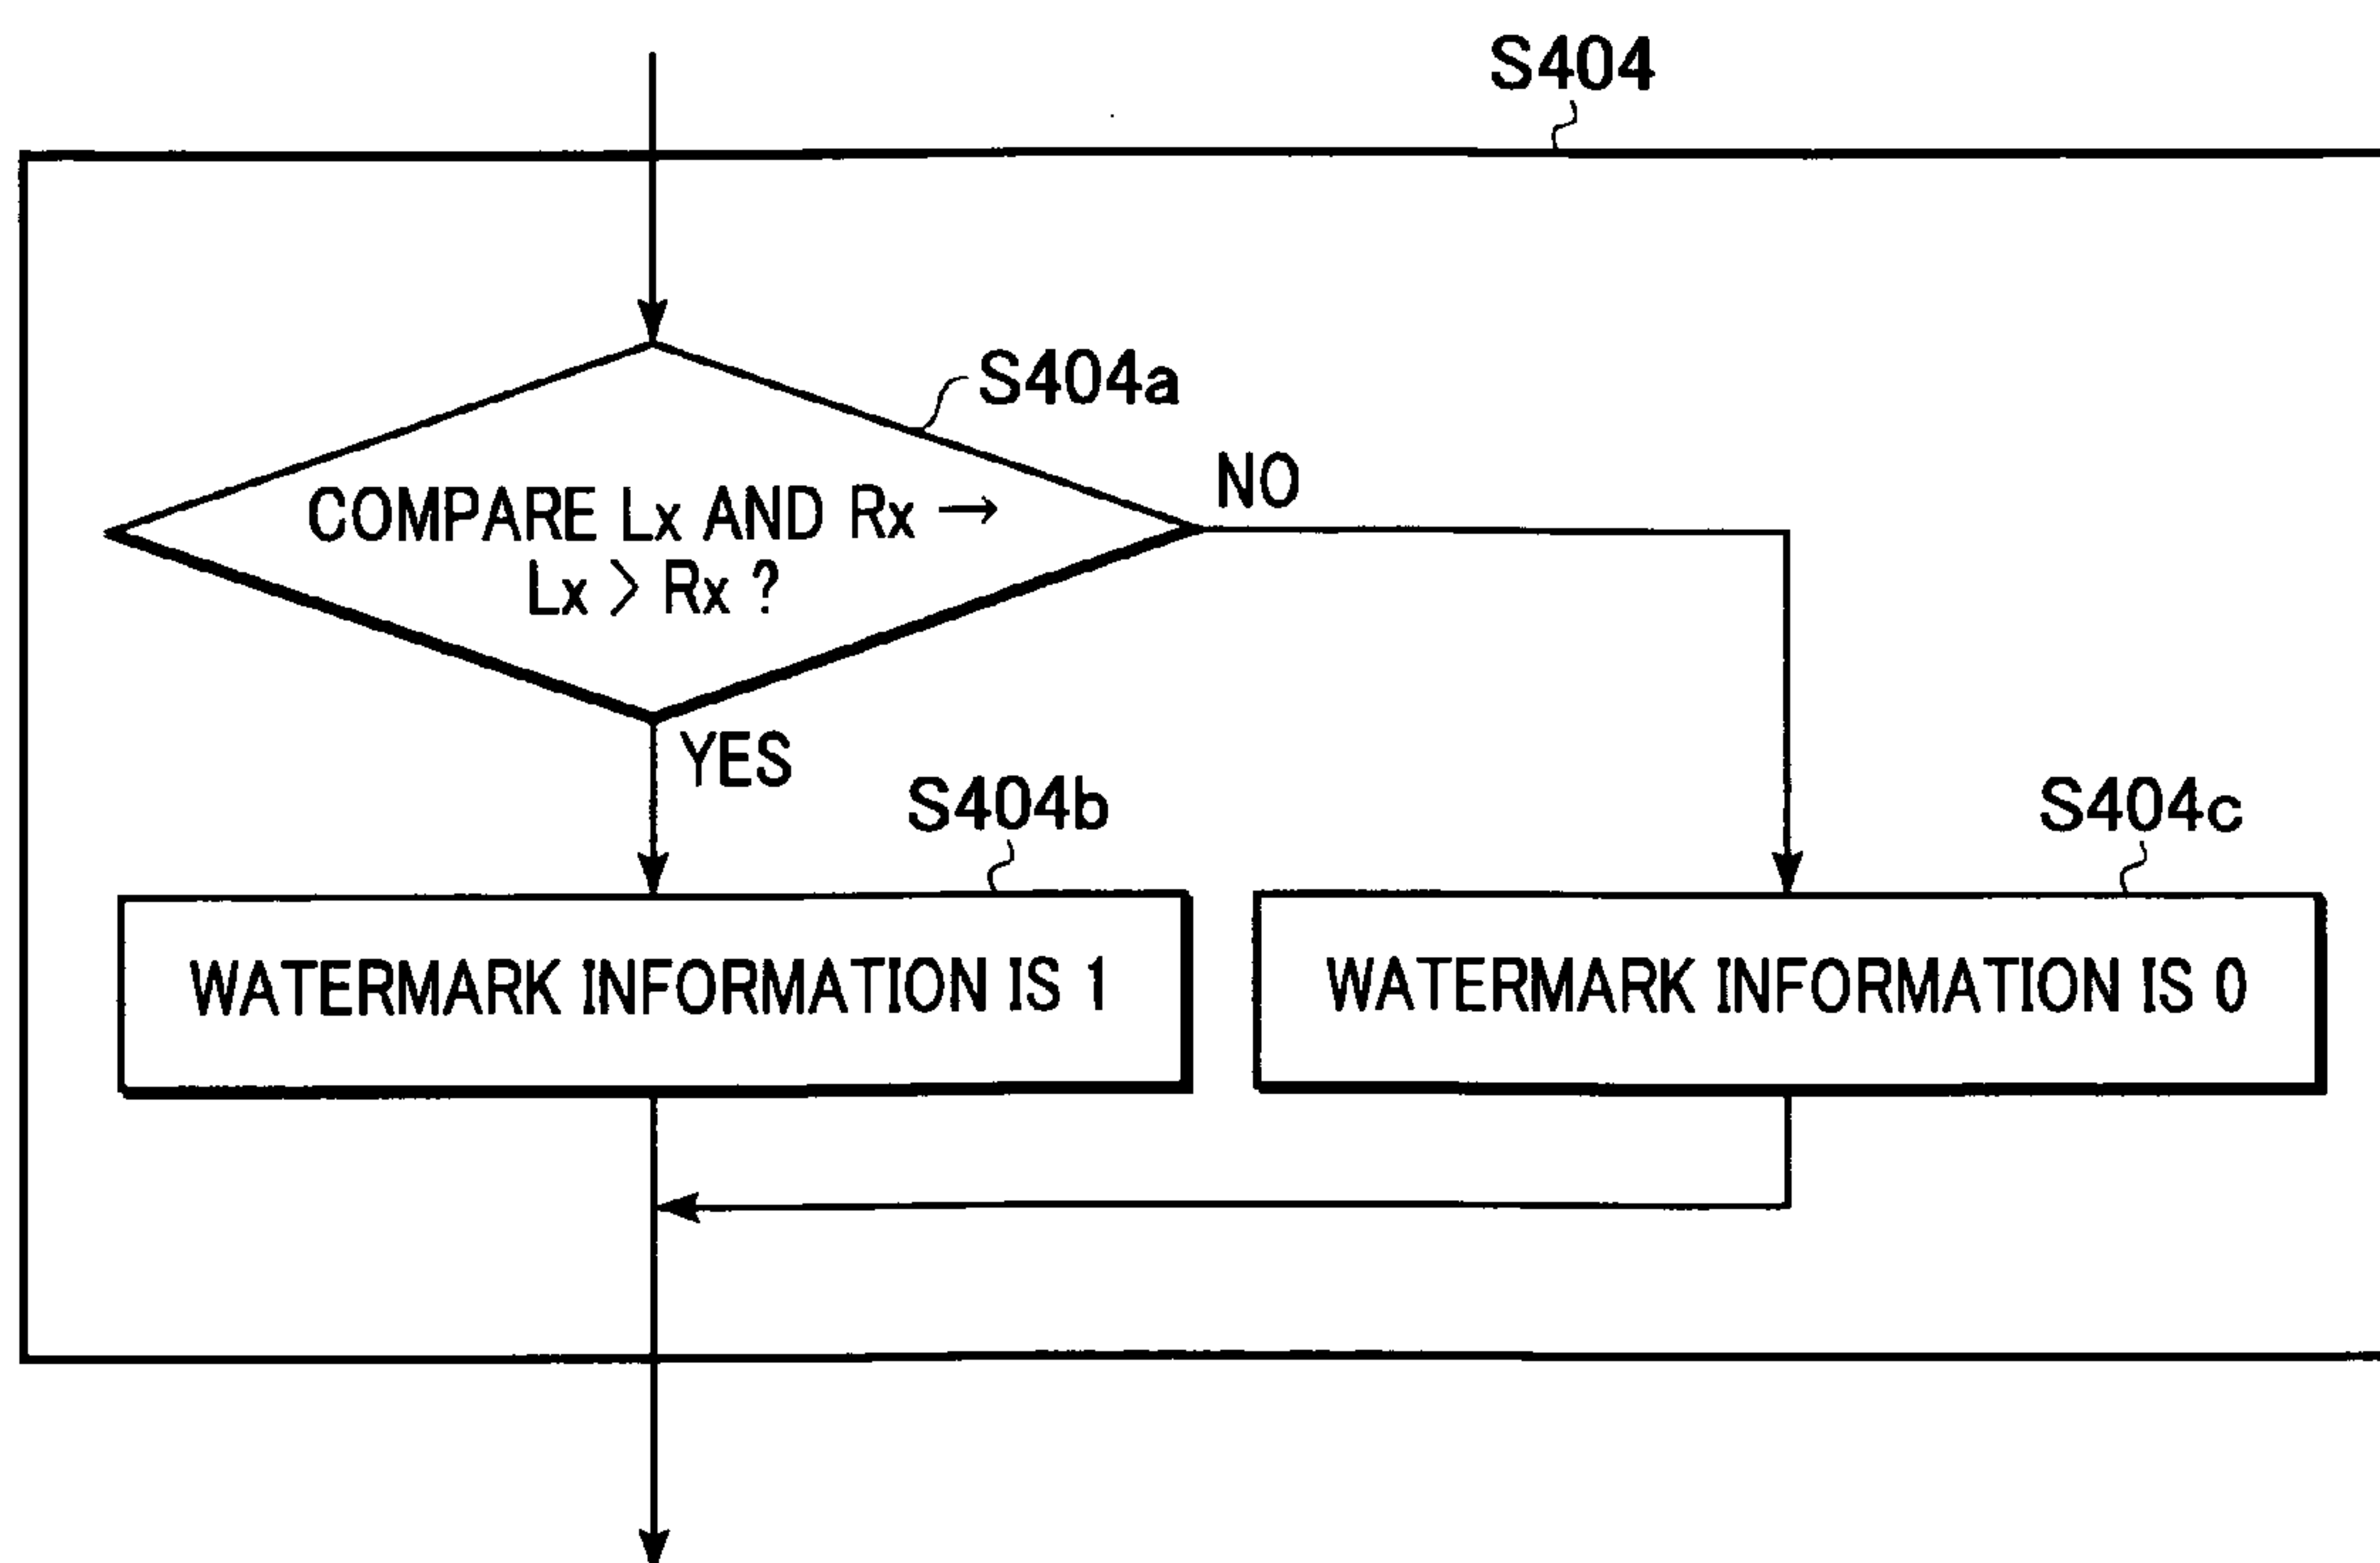 S404
S404a
COMPARE Lx AND Rx →
Lx > Rx ?
NO
YES
S404b
S404c
WATERMARK INFORMATION IS 1
WATERMARK INFORMATION IS 0